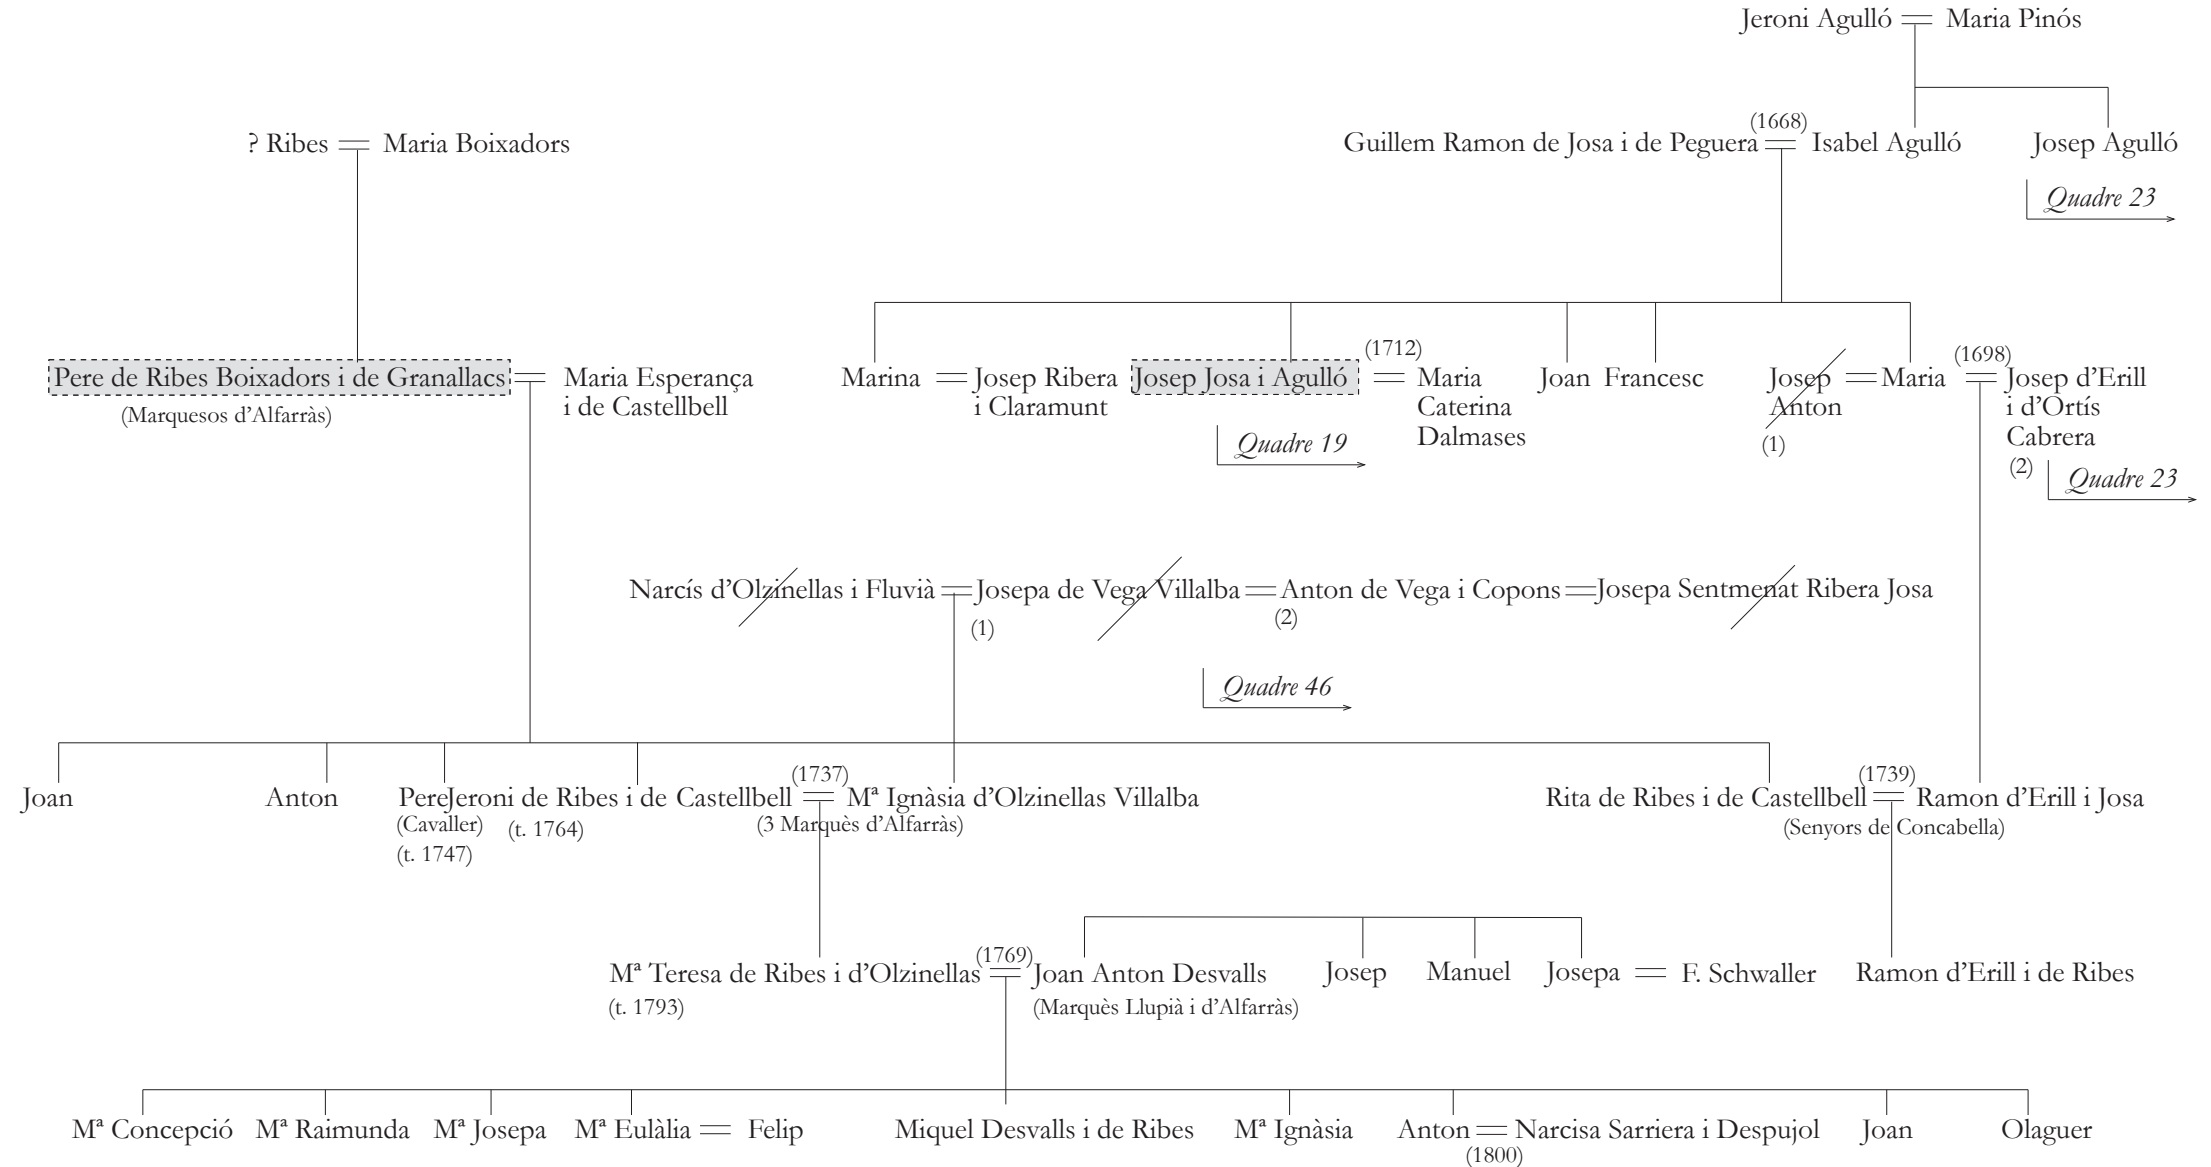 Jeroni Agulló Maria Pinós
(1668)
? Ribes Maria Boixadors Guillem Ramon de Josa i de Peguera Isabel Agulló Josep Agulló
Quadre 23
(1712) (1698)
Pere de Ribes Boixadors i de Granallacs Maria Esperança Marina Josep Ribera Josep Josa i Agulló Maria Joan Francesc Josep Maria Josep d’Erill
(Marquesos d’Alfarràs) i de Castellbell i Claramunt Caterina Anton i d’Ortís
Quadre 19 Dalmases (1) Cabrera
(2)
Quadre 23
Narcís d’Olzinellas i Fluvià Josepa de Vega Villalba Anton de Vega i Copons Josepa Sentmenat Ribera Josa
(1) (2)
Quadre 46
(1737) (1739)
Joan Anton Pere Jeroni de Ribes i de Castellbell Mª Ignàsia d’Olzinellas Villalba Rita de Ribes i de Castellbell Ramon d’Erill i Josa
(Cavaller) (t. 1764) (3 Marquès d’Alfarràs) (Senyors de Concabella)
(t. 1747)
(1769)
Mª Teresa de Ribes i d’Olzinellas Joan Anton Desvalls Josep Manuel Josepa F. Schwaller Ramon d’Erill i de Ribes
(t. 1793) (Marquès Llupià i d’Alfarràs)
Mª Concepció Mª Raimunda Mª Josepa Mª Eulàlia Felip Miquel Desvalls i de Ribes Mª Ignàsia Anton Narcisa Sarriera i Despujol Joan Olaguer
(1800)